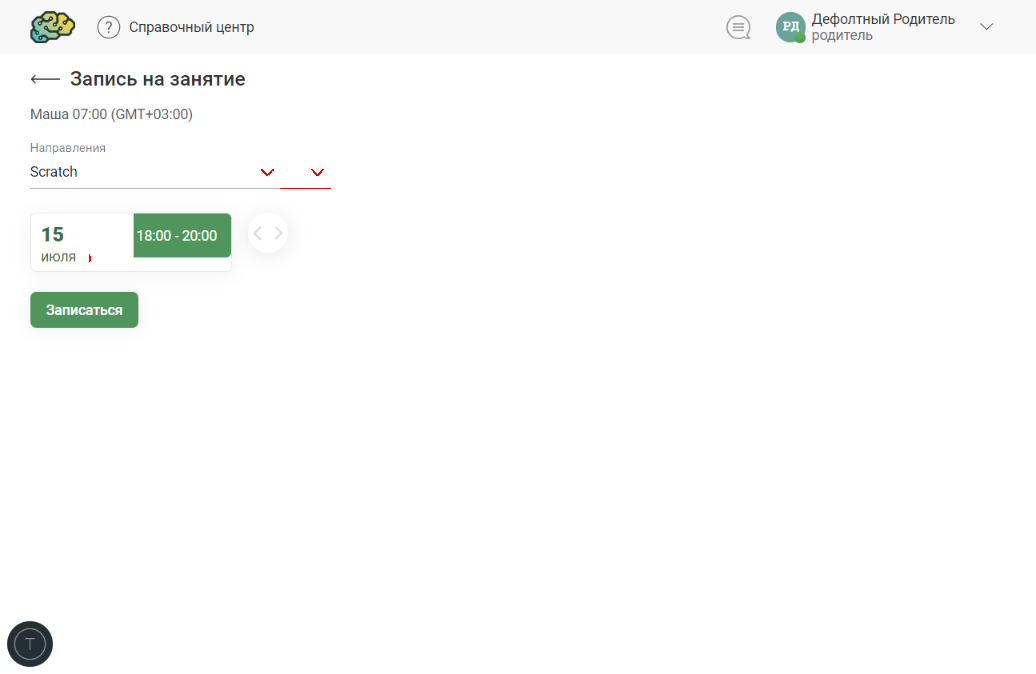 Справочный центр
РД
Дефолтный Родитель
родитель
Запись на занятие
Маша 07:00 (GMT+03:00)
Направления
Scratch
15
июля
18:00 - 20:00
Записаться
T